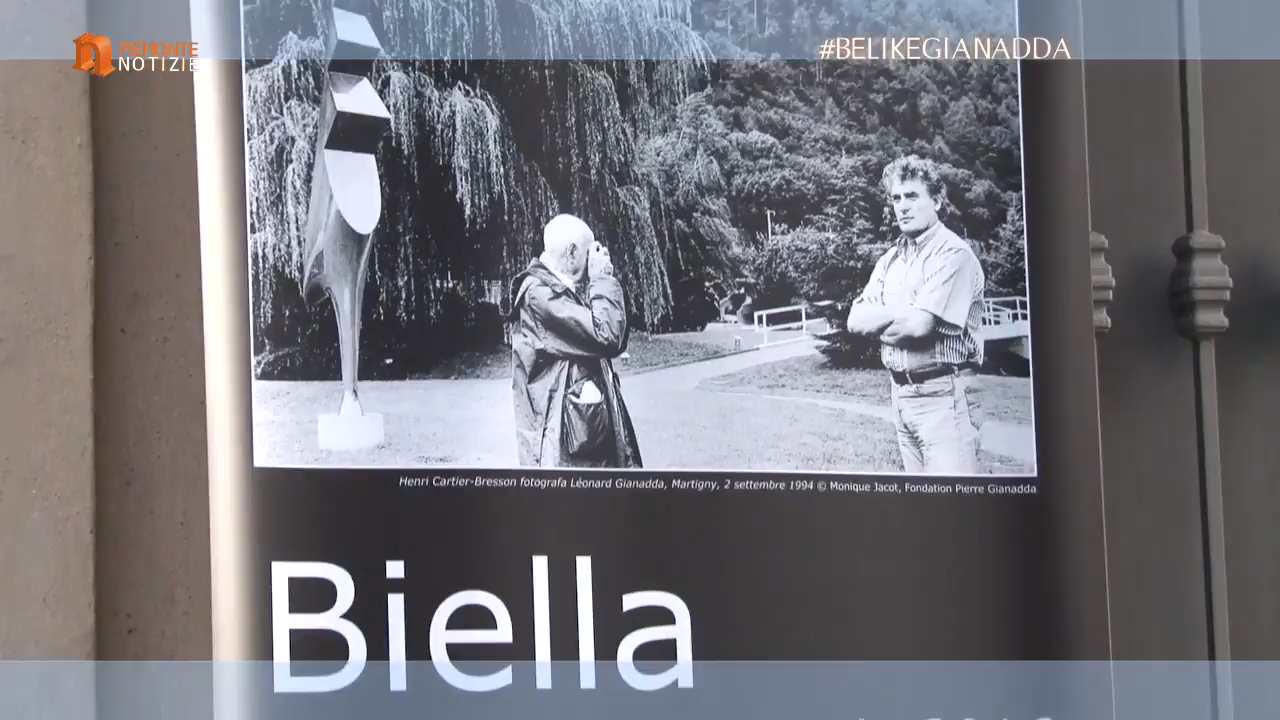 PIEMONTE
NOTIZIE
#BELIKEGIANADDA
Henri Cartier-Bresson fotografa Léonard Gianadda, Martigny, 2 settembre 1994 © Monique Jacot, Fondation Pierre Gianadda
Biella